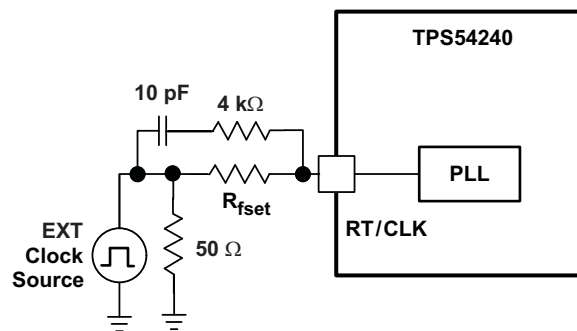 TPS54240
10 pF
4 kΩ
PLL
Rfset
RT/CLK
EXT
Clock
Source
50 Ω